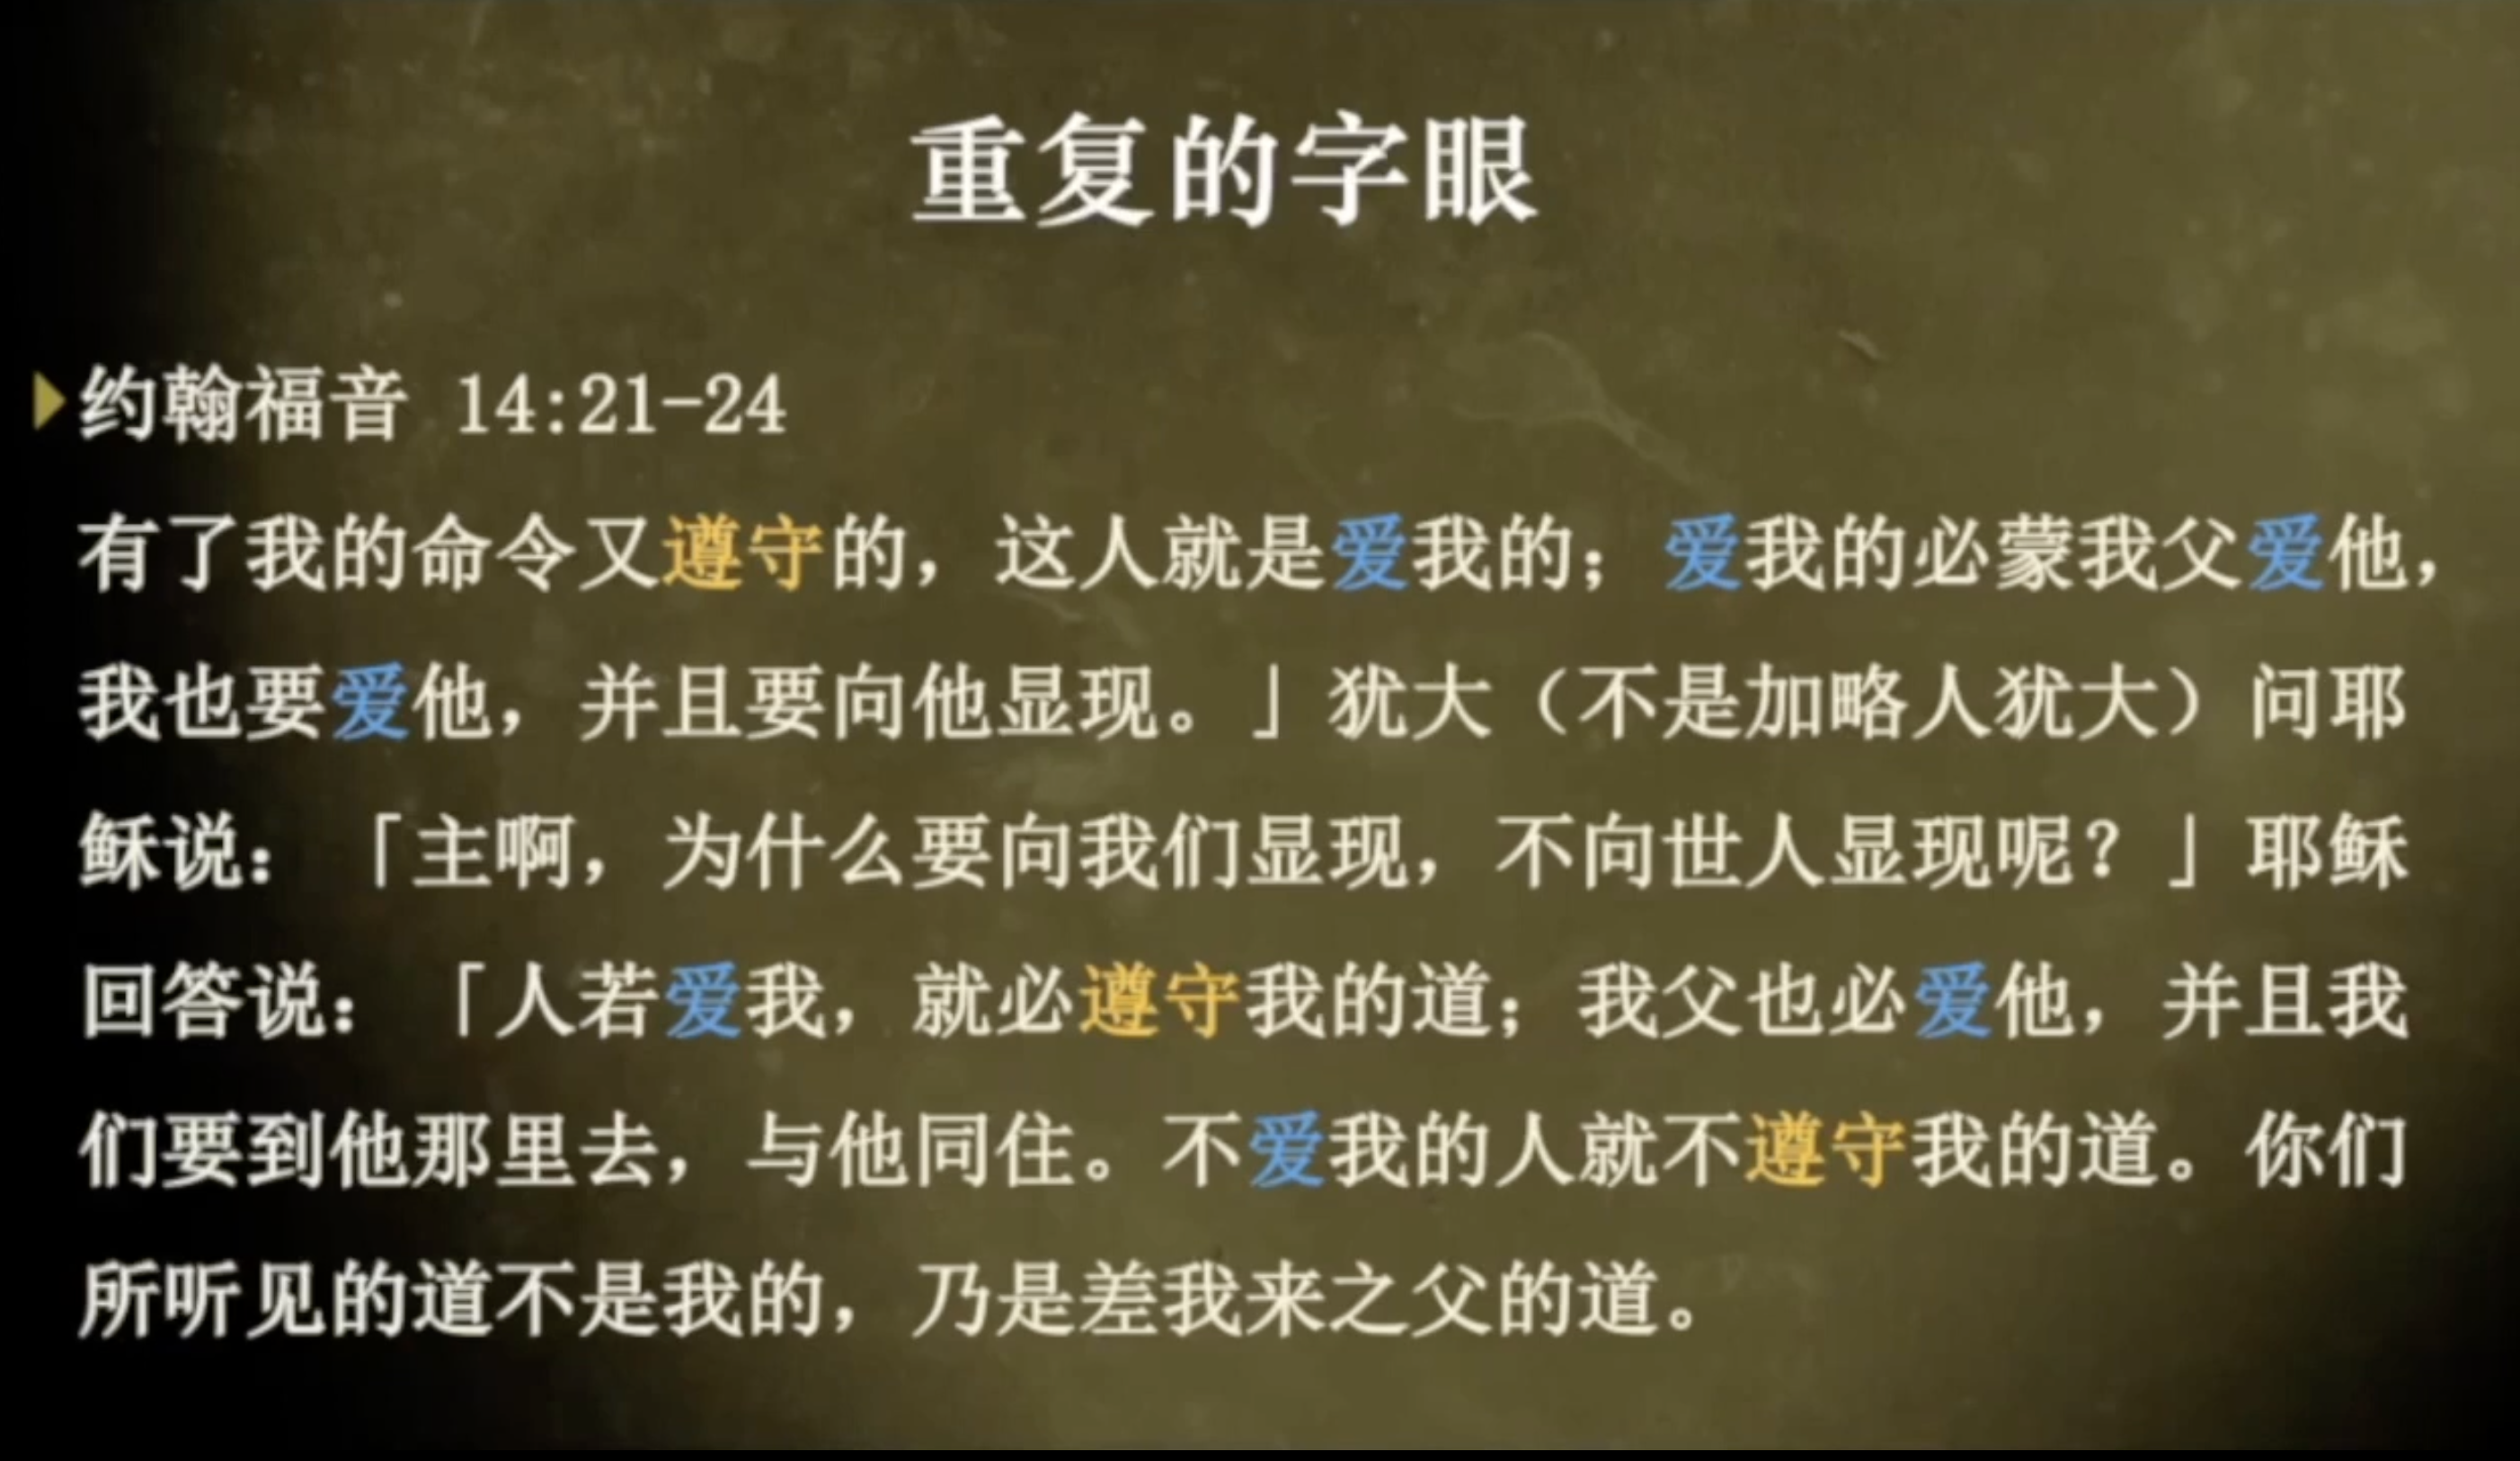 重复的字眼
约翰福音 14:21-24
有了我的命令又遵守的，这人就是爱我的；爱我的必蒙我父爱他，
我也要爱他，并且要向他显现。」犹大（不是加略人犹大）问耶
稣说：「主啊，为什么要向我们显现，不向世人显现呢？」耶稣
回答说：「人若爱我，就必遵守我的道；我父也必爱他，并且我
们要到他那里去，与他同住。不爱我的人就不遵守我的道。你们
所听见的道不是我的，乃是差我来之父的道。